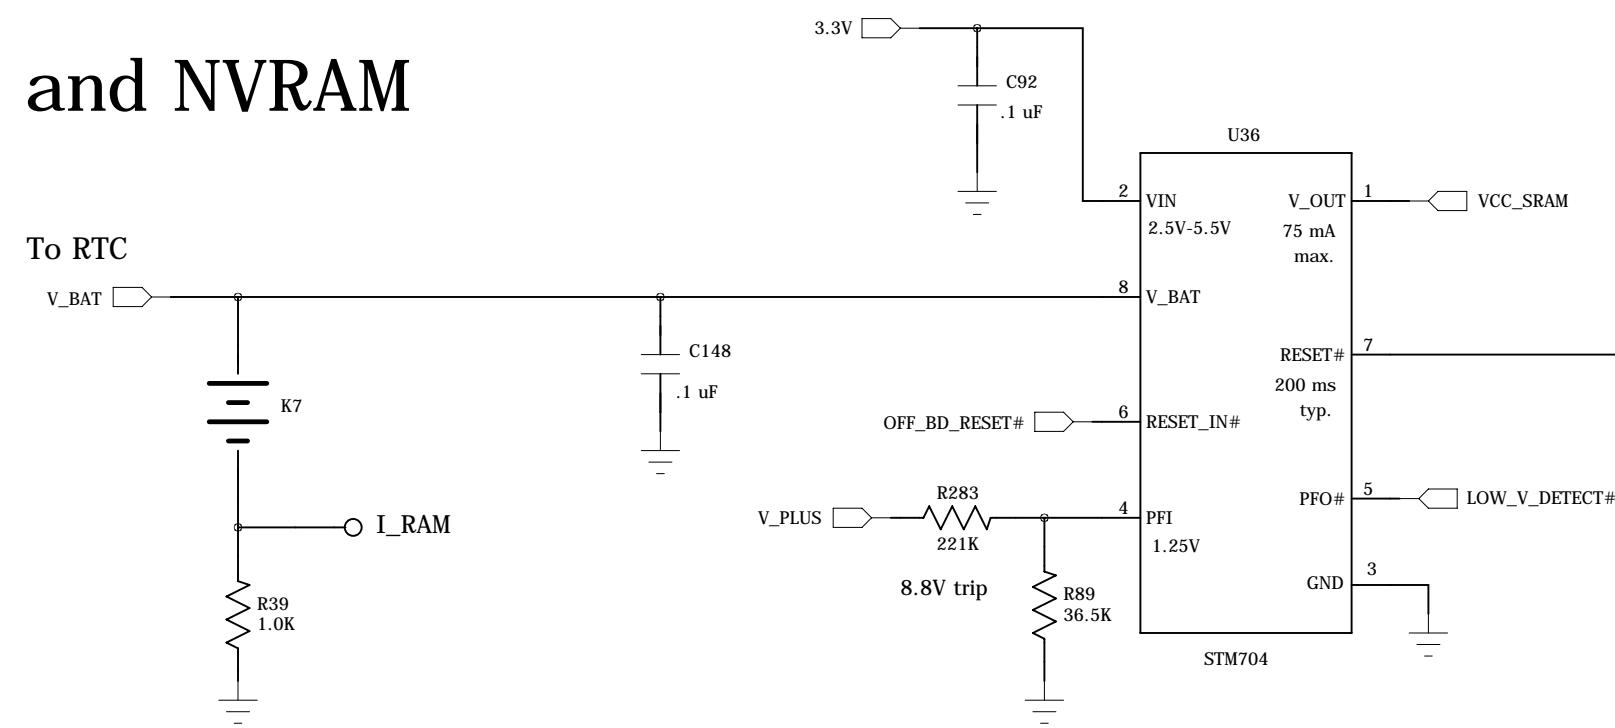 3.3V
and NVRAM
C92
.1 uF
U36
2
VIN
V_OUT
1
VCC_SRAM
2.5V-5.5V
75 mA
max.
To RTC
V_BAT
8
V_BAT
C148
.1 uF
RESET#
7
200 ms
typ.
K7
OFF_BD_RESET#
6
RESET_IN#
R283
221K
V_PLUS
4
PFI
1.25V
PFO#
5
LOW_V_DETECT#
I_RAM
8.8V trip
R89
36.5K
GND
3
R39
1.0K
STM704